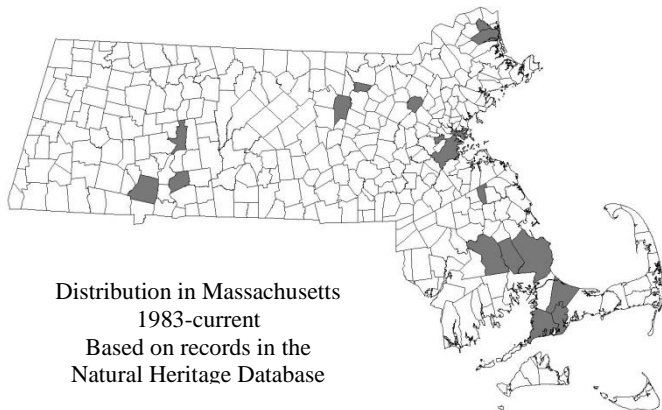 Distribution in Massachusetts
1983-current
Based on records in the
Natural Heritage Database